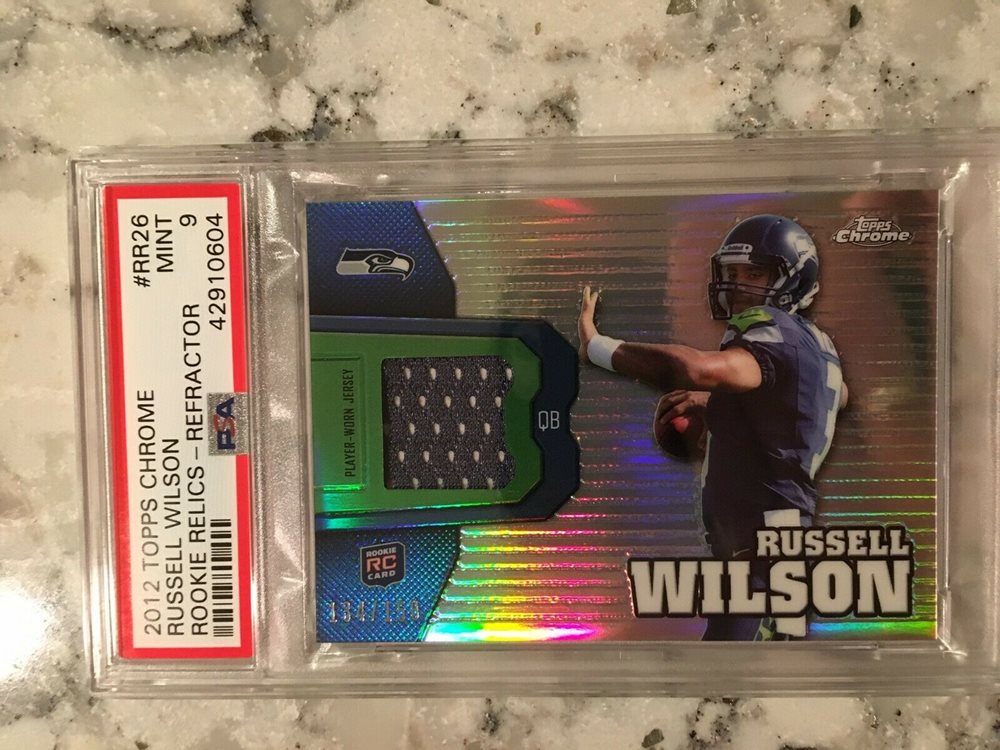 2012 TOPPS CHROME #RR26
RUSSELL WILSON MINT
ROOKIE RELICS – REFRACTOR 9
42910604
PSA
PLAYER-WORN JERSEY
QB
ROOKIE
RC
CARD
Topps
Chrome
Riddell
RUSSELL
WILSON